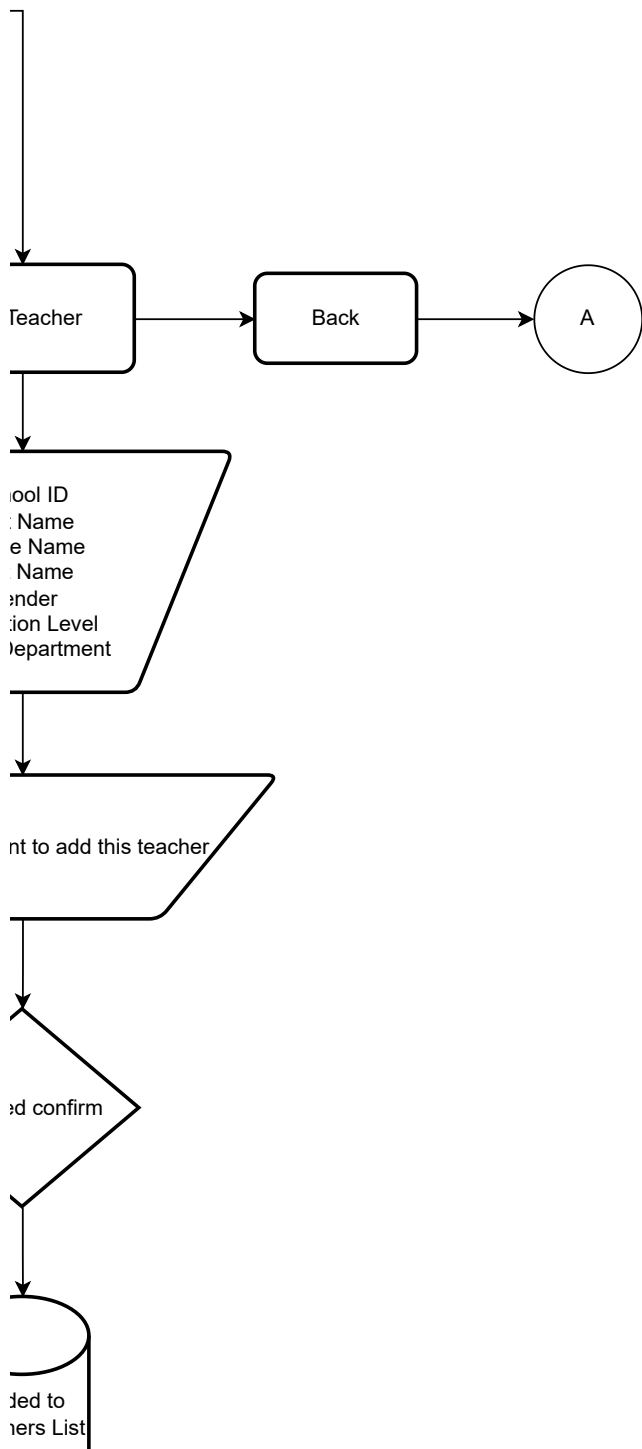 Teacher
Back
A
ool ID
Name
e Name
Name
ender
tion Level
Department
nt to add this teacher
ed confirm
ded to
hers List